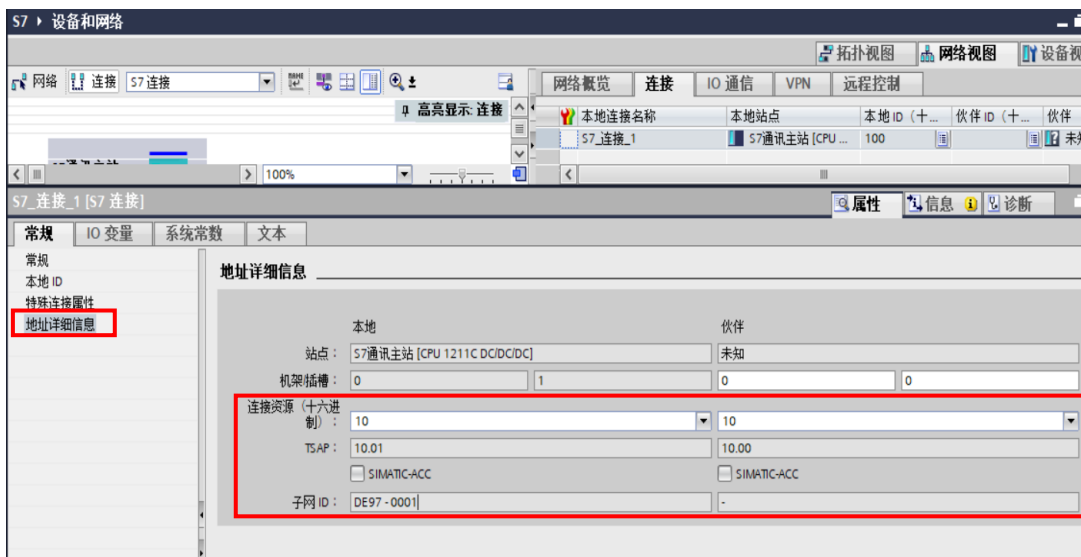 S7 ▸ 设备和网络
拓扑视图 网络视图 设备视
网络 连接 S7连接
网络概览 连接 IO 通信 VPN 远程控制
高亮显示: 连接
本地连接名称 本地站点 本地 ID（十... 伙伴 ID（十... 伙伴
S7_连接_1 S7通讯主站 [CPU ... 100 未知
100%
S7_连接_1 [S7 连接]
属性 信息 诊断
常规 IO 变量 系统常数 文本
常规
本地 ID
特殊连接属性
地址详细信息
地址详细信息
本地 伙伴
站点： S7通讯主站 [CPU 1211C DC/DC/DC] 未知
机架/插槽： 0 1 0 0
连接资源（十六进
制）： 10 10
TSAP： 10.01 10.00
SIMATIC-ACC SIMATIC-ACC
子网 ID： DE97 - 0001 -